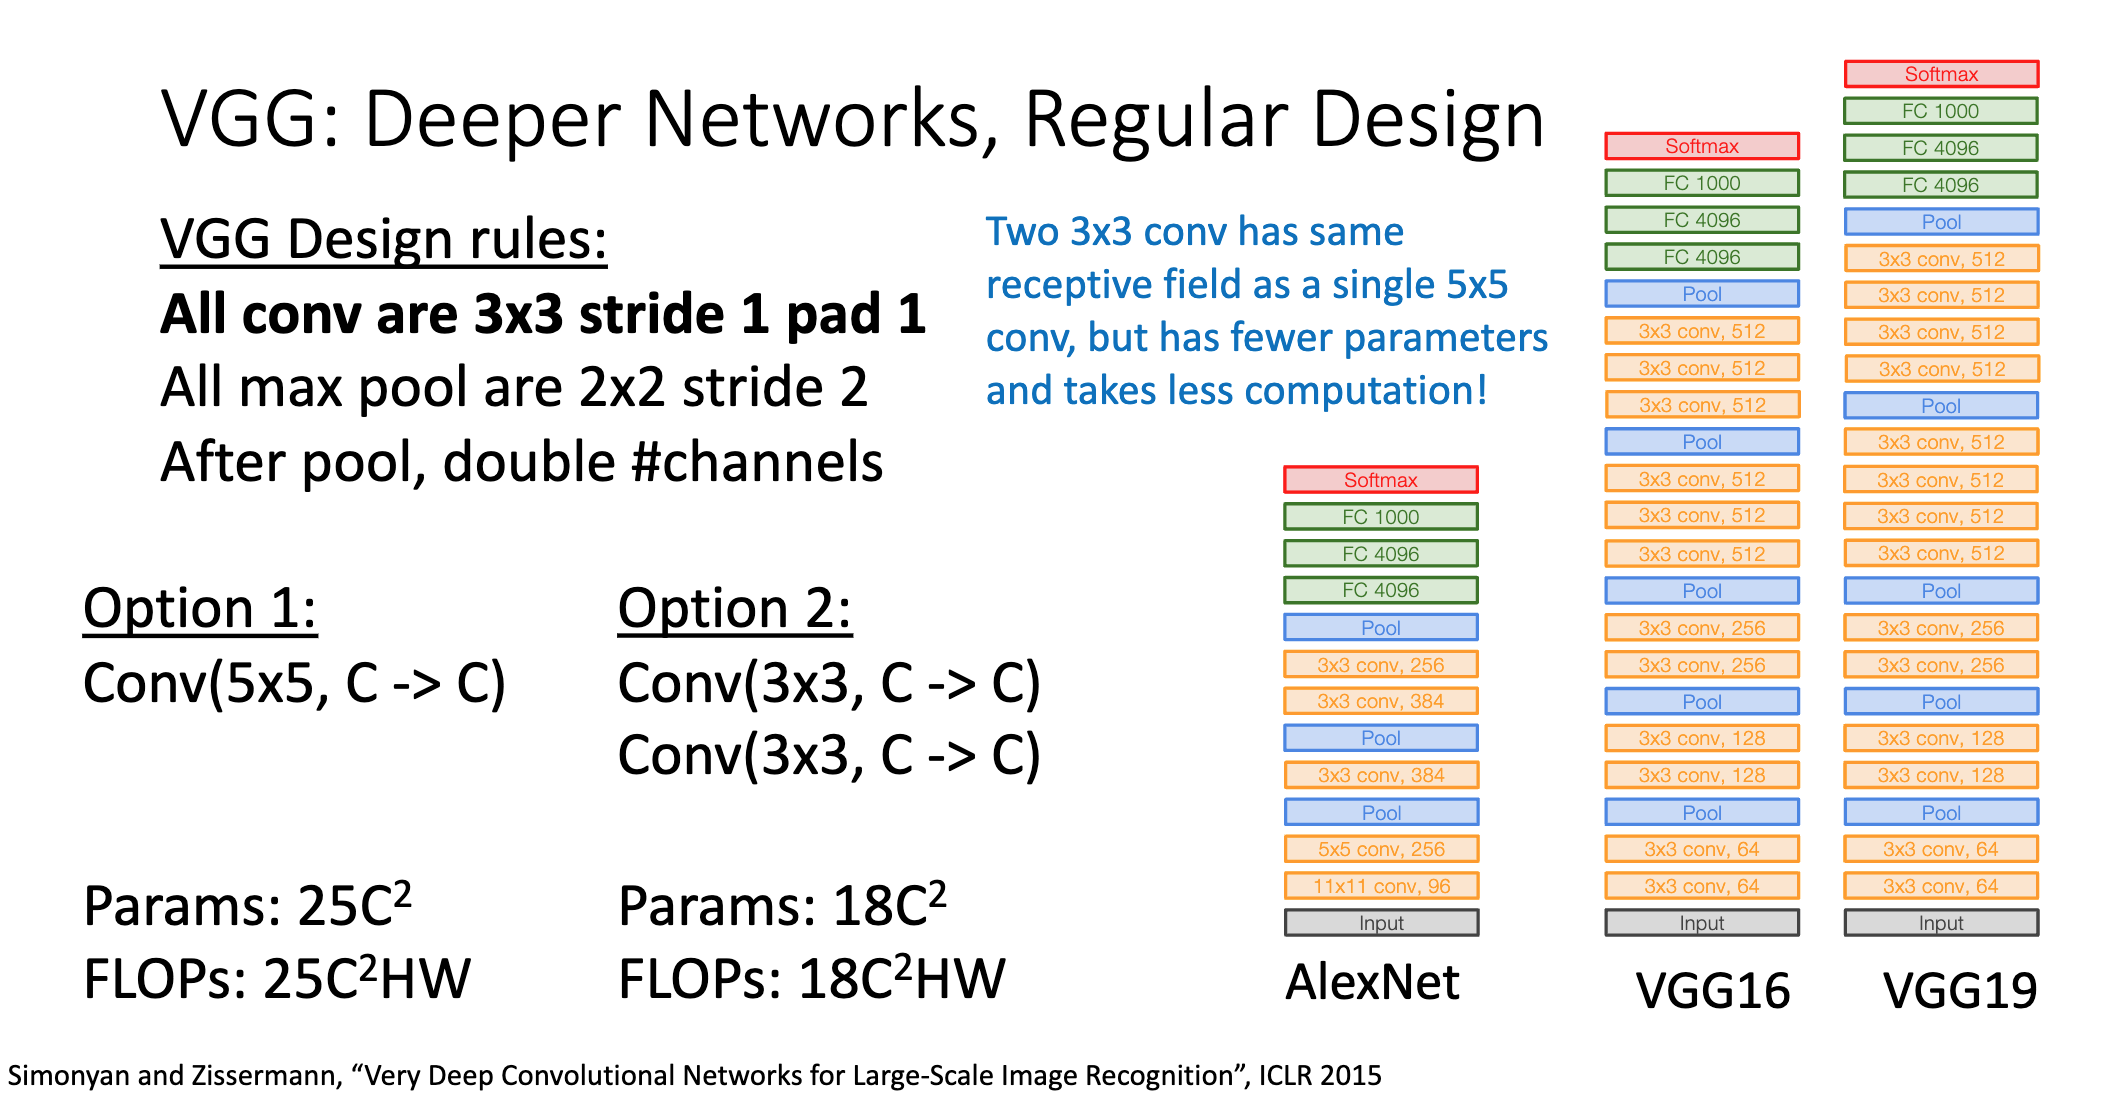 VGG: Deeper Networks, Regular Design
VGG Design rules:
All conv are 3x3 stride 1 pad 1
All max pool are 2x2 stride 2
After pool, double #channels
Two 3x3 conv has same
receptive field as a single 5x5
conv, but has fewer parameters
and takes less computation!
Option 1:
Conv(5x5, C -> C)
Params: 25C²
FLOPs: 25C²HW
Option 2:
Conv(3x3, C -> C)
Conv(3x3, C -> C)
Params: 18C²
FLOPs: 18C²HW
Softmax
FC 1000
FC 4096
FC 4096
Pool
3x3 conv, 256
3x3 conv, 384
Pool
3x3 conv, 384
Pool
5x5 conv, 256
11x11 conv, 96
Input
AlexNet
Softmax
FC 1000
FC 4096
FC 4096
Pool
3x3 conv, 512
3x3 conv, 512
3x3 conv, 512
Pool
3x3 conv, 512
3x3 conv, 512
3x3 conv, 512
Pool
3x3 conv, 256
3x3 conv, 256
Pool
3x3 conv, 128
3x3 conv, 128
Pool
3x3 conv, 64
3x3 conv, 64
Input
VGG16
Softmax
FC 1000
FC 4096
FC 4096
Pool
3x3 conv, 512
3x3 conv, 512
3x3 conv, 512
3x3 conv, 512
Pool
3x3 conv, 512
3x3 conv, 512
3x3 conv, 512
3x3 conv, 512
Pool
3x3 conv, 256
3x3 conv, 256
Pool
3x3 conv, 128
3x3 conv, 128
Pool
3x3 conv, 64
3x3 conv, 64
Input
VGG19
Simonyan and Zissermann, “Very Deep Convolutional Networks for Large-Scale Image Recognition”, ICLR 2015